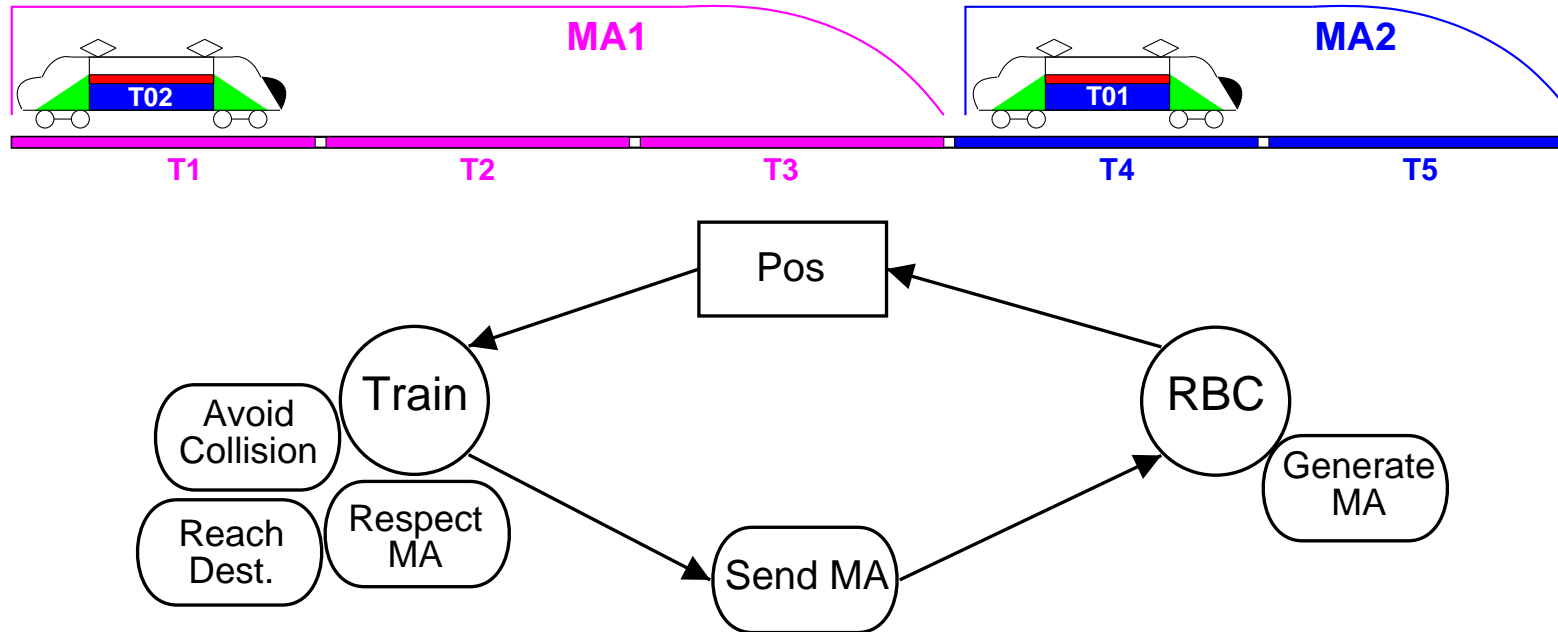 MA1
MA2
T02
T01
T1
T2
T3
T4
T5
Pos
Train
RBC
Avoid
Collision
Generate
MA
Respect
MA
Reach
Dest.
Send MA